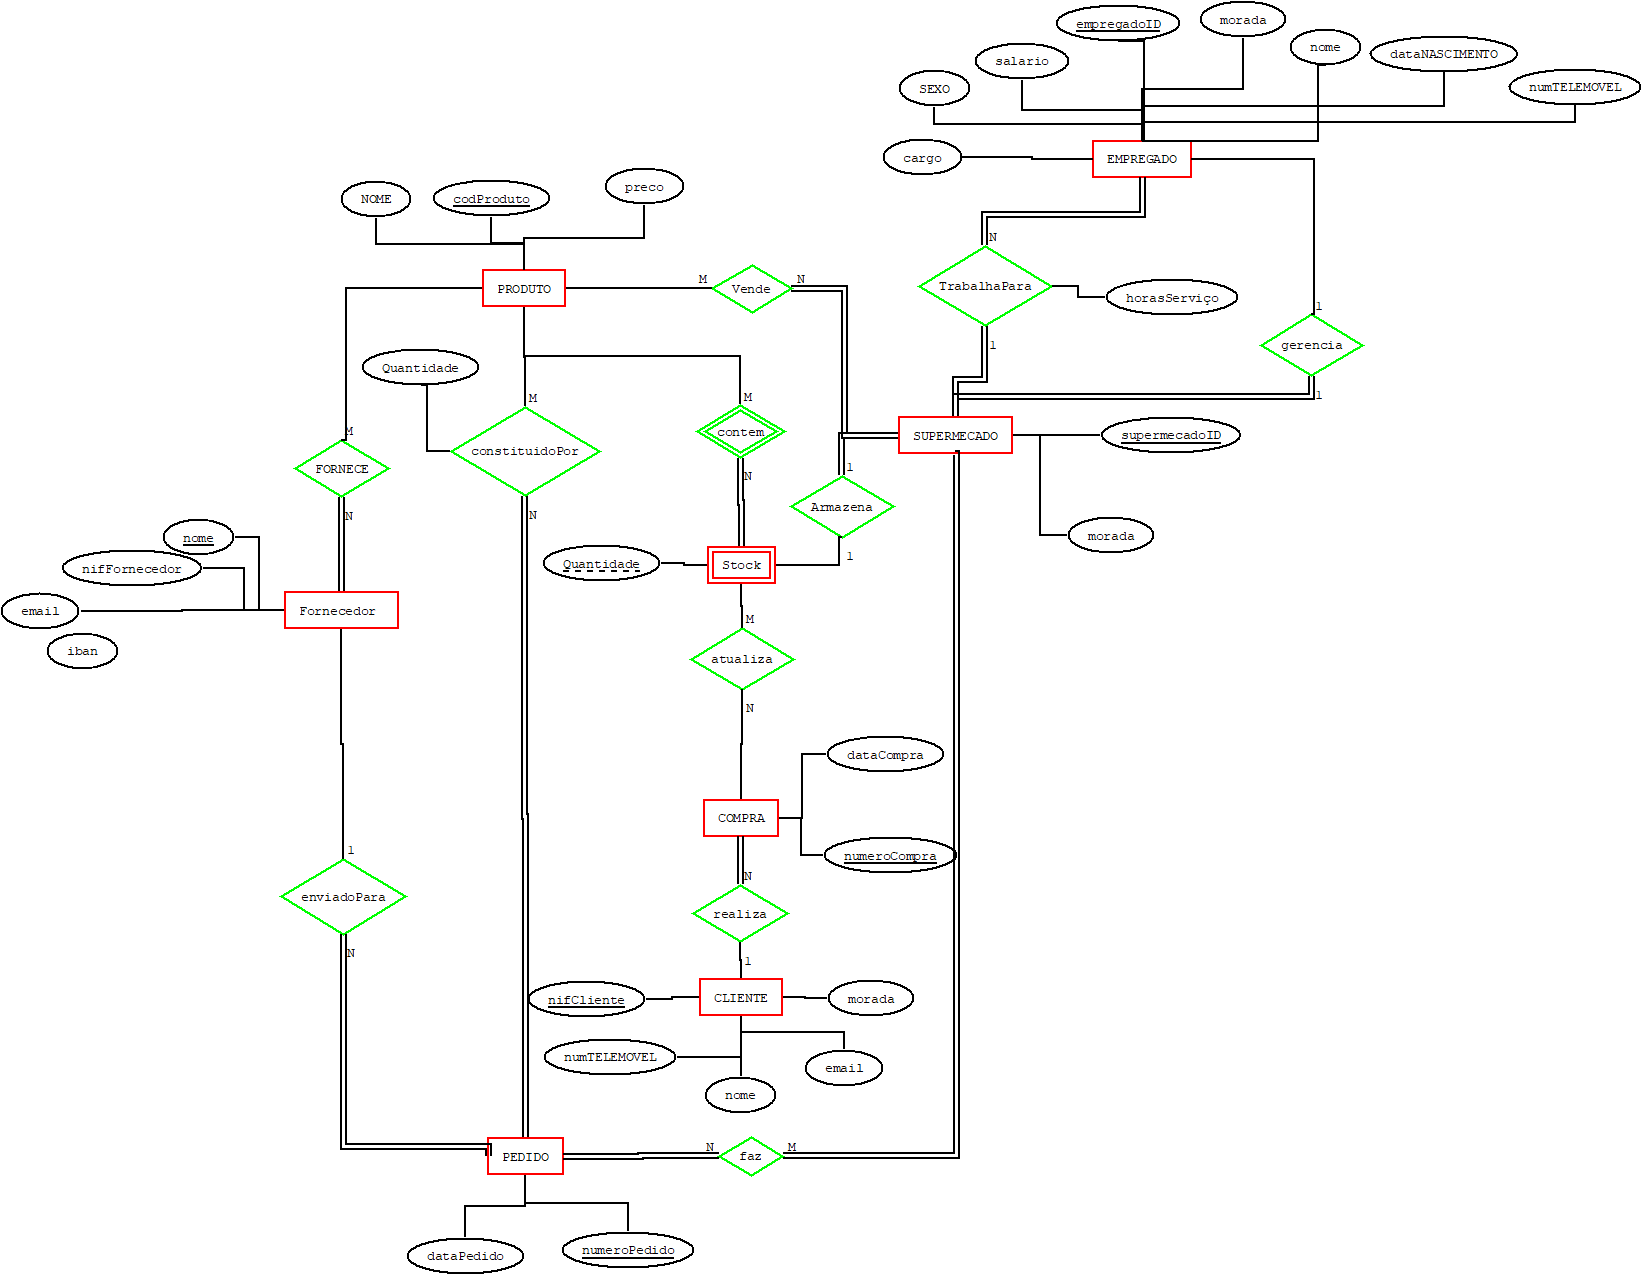 empregadoID
morada
nome
dataNASCIMENTO
salario
SEXO
numTELEMOVEL
cargo
EMPREGADO
NOME
codProduto
preco
N
TrabalhaPara
horasServiço
1
PRODUTO
M
Vende
N
1
gerencia
1
Quantidade
M
constituidoPor
N
M
contem
N
M
FORNECE
N
SUPERMECADO
supermecadoID
morada
1
Armazena
1
nome
nifFornecedor
email
iban
Fornecedor
Quantidade
Stock
M
atualiza
N
dataCompra
COMPRA
numeroCompra
N
realiza
1
1
enviadoPara
N
nifCliente
CLIENTE
morada
numTELEMOVEL
email
nome
PEDIDO
N
faz
M
dataPedido
numeroPedido